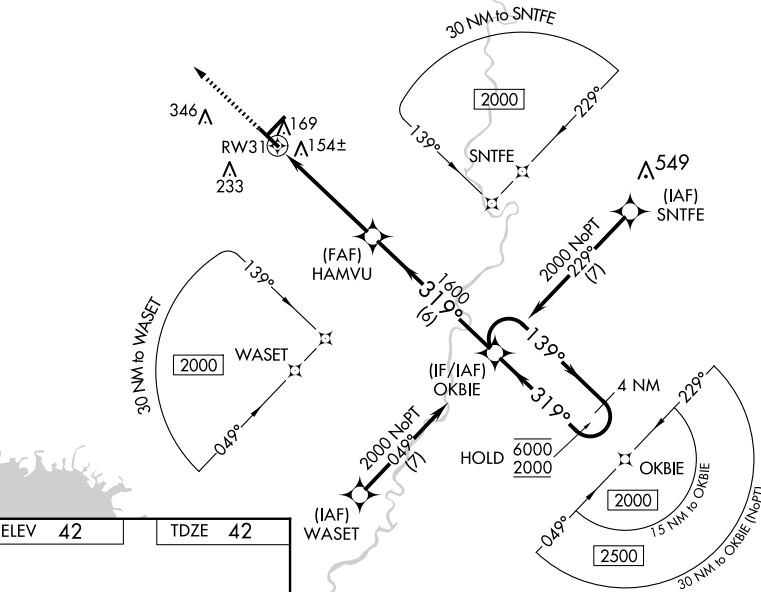 30 NM to SNTFE
2000
229°
139°
SNTFE
346
169
RW31
154±
233
549
(IAF)
SNTFE
2000 NoPT
229°
(7)
(FAF)
HAMVU
1600
319°
(6)
139°
30 NM to WASET
2000
WASET
049°
(IF/IAF)
OKBIE
139°
319°
4 NM
HOLD
6000
2000
2000 NoPT
049°
(7)
(IAF)
WASET
229°
OKBIE
2000
15 NM to OKBIE
049°
2500
30 NM to OKBIE (NoPT)
ELEV 42
TDZE 42